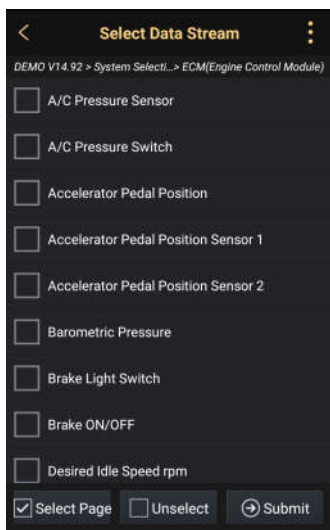 Select Data Stream
DEMO V14.92 > System Selecti...> ECM(Engine Control Module)
A/C Pressure Sensor
A/C Pressure Switch
Accelerator Pedal Position
Accelerator Pedal Position Sensor 1
Accelerator Pedal Position Sensor 2
Barometric Pressure
Brake Light Switch
Brake ON/OFF
Desired Idle Speed rpm
Select Page Unselect Submit